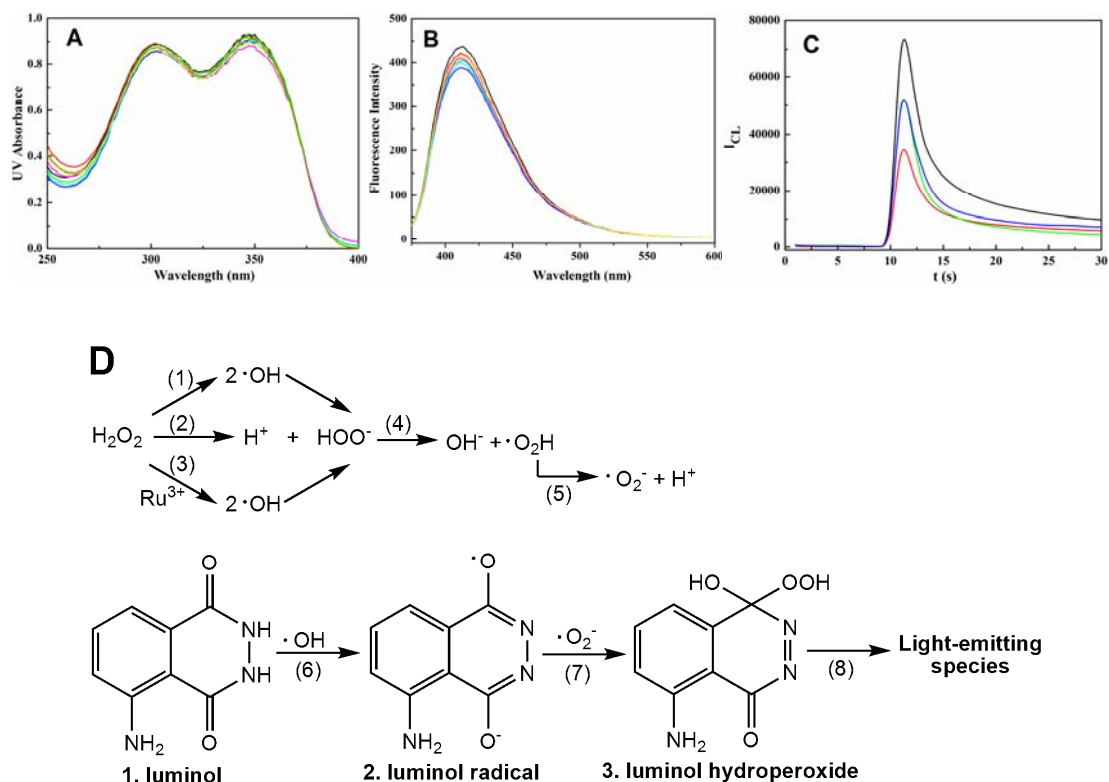 A
UV Absorbance
1.0
0.8
0.6
0.4
0.2
0.0
250 300 350 400
Wavelength (nm)
B
Fluorescence Intensity
500
400
300
200
100
0
400 450 500 550 600
Wavelength (nm)
C
I_CL
80000
60000
40000
20000
0
0 5 10 15 20 25 30
t (s)
D
(1) 2 ·OH
H₂O₂ (2) H⁺ + HOO⁻ (4) OH⁻ + ·O₂H
(3) (5) ·O₂⁻ + H⁺
Ru³⁺ 2 ·OH
O
NH
NH
NH₂ O
1. luminol
·OH
(6)
·O
N
N
NH₂ O⁻
2. luminol radical
·O₂⁻
(7)
HO OOH
N
N
NH₂ O
3. luminol hydroperoxide
(8)
Light-emitting
species